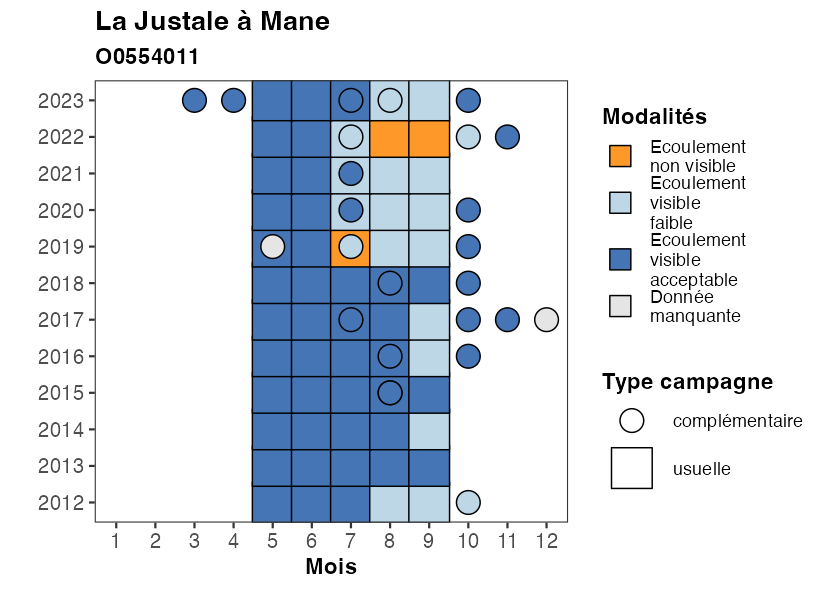 La Justale à Mane
O0554011
2023
2022
2021
2020
2019
2018
2017
2016
2015
2014
2013
2012
1 2 3 4 5 6 7 8 9 10 11 12
Mois
Modalités
Ecoulement
non visible
Ecoulement
visible
faible
Ecoulement
visible
acceptable
Donnée
manquante
Type campagne
complémentaire
usuelle